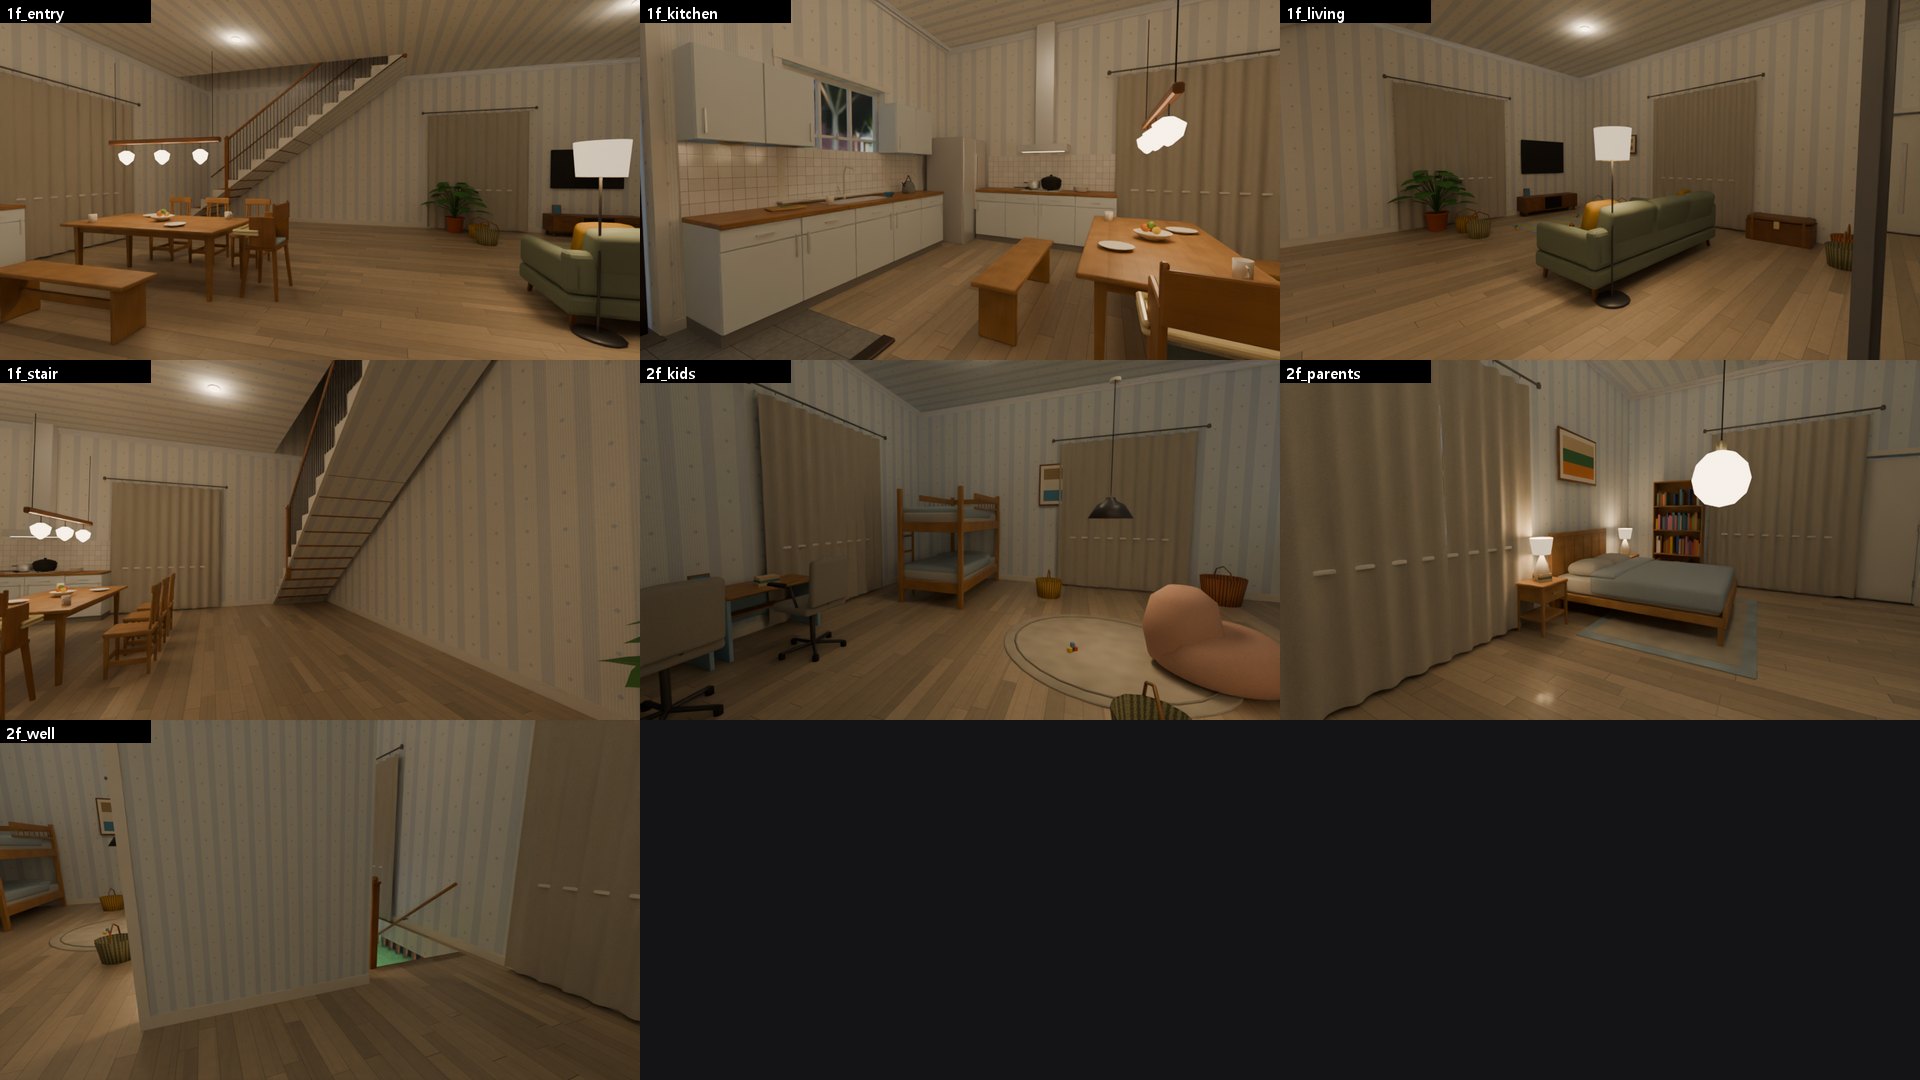 1f_entry
1f_kitchen
1f_living
1f_stair
2f_kids
2f_parents
2f_well